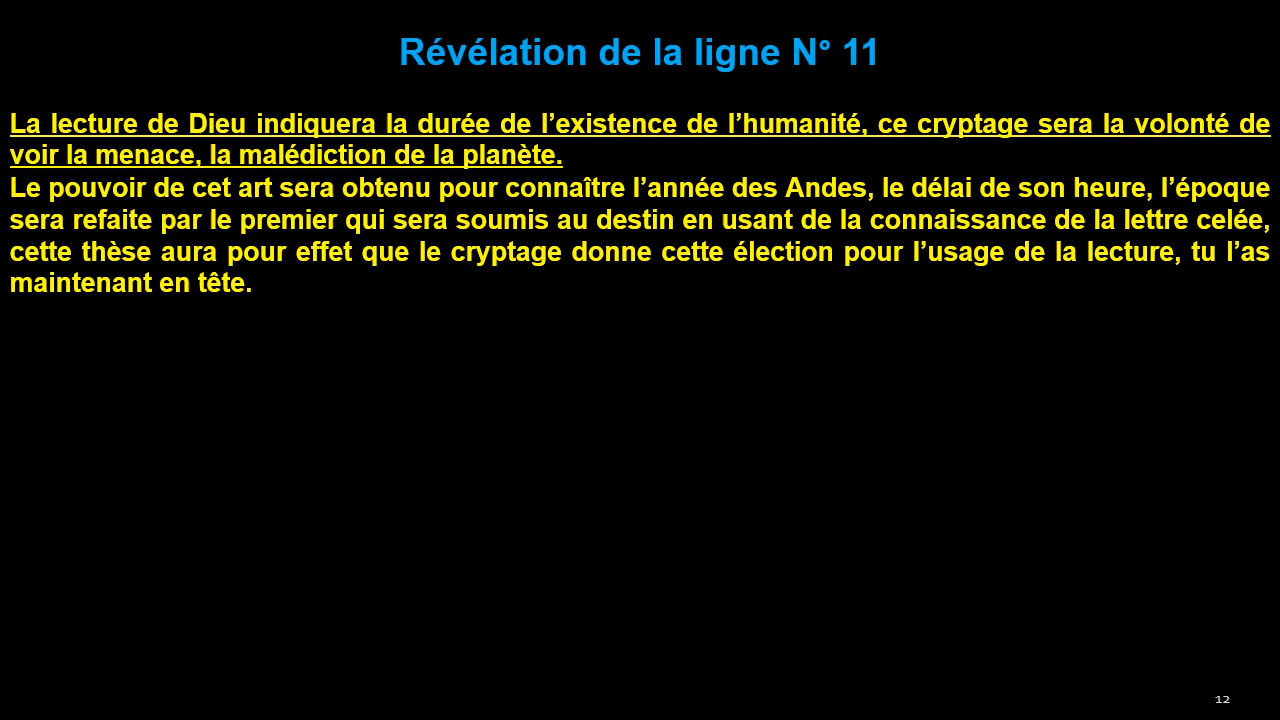 Révélation de la ligne N° 11
La lecture de Dieu indiquera la durée de l’existence de l’humanité, ce cryptage sera la volonté de
voir la menace, la malédiction de la planète.
Le pouvoir de cet art sera obtenu pour connaître l’année des Andes, le délai de son heure, l’époque
sera refaite par le premier qui sera soumis au destin en usant de la connaissance de la lettre celée,
cette thèse aura pour effet que le cryptage donne cette élection pour l’usage de la lecture, tu l’as
maintenant en tête.
12